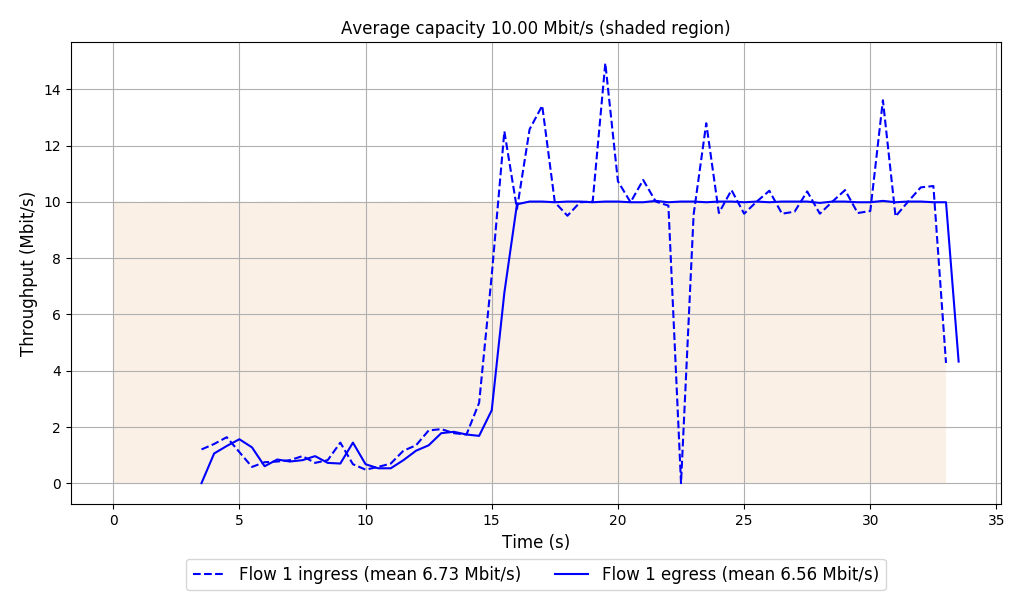 Average capacity 10.00 Mbit/s (shaded region)
Throughput (Mbit/s)
14
12
10
8
6
4
2
0
0 5 10 15 20 25 30 35
Time (s)
Flow 1 ingress (mean 6.73 Mbit/s) Flow 1 egress (mean 6.56 Mbit/s)